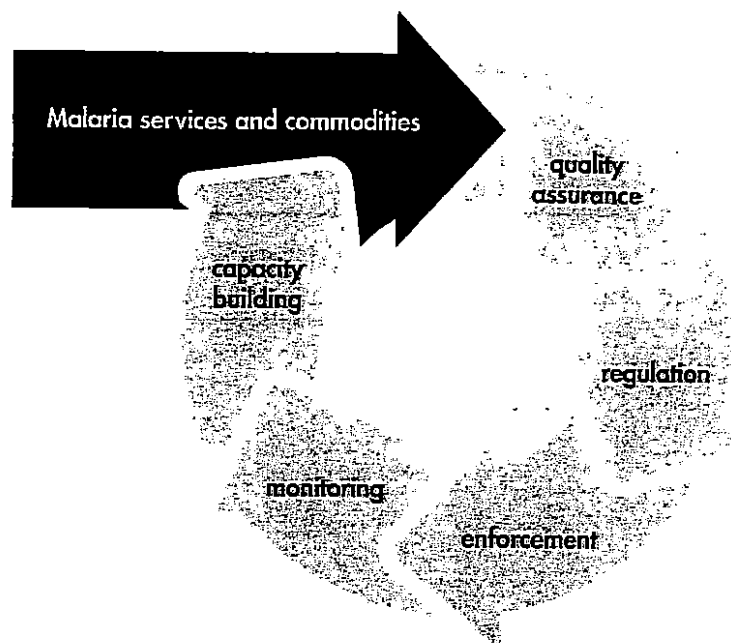 Malaria services and commodities
quality
assurance
regulation
enforcement
monitoring
capacity
building